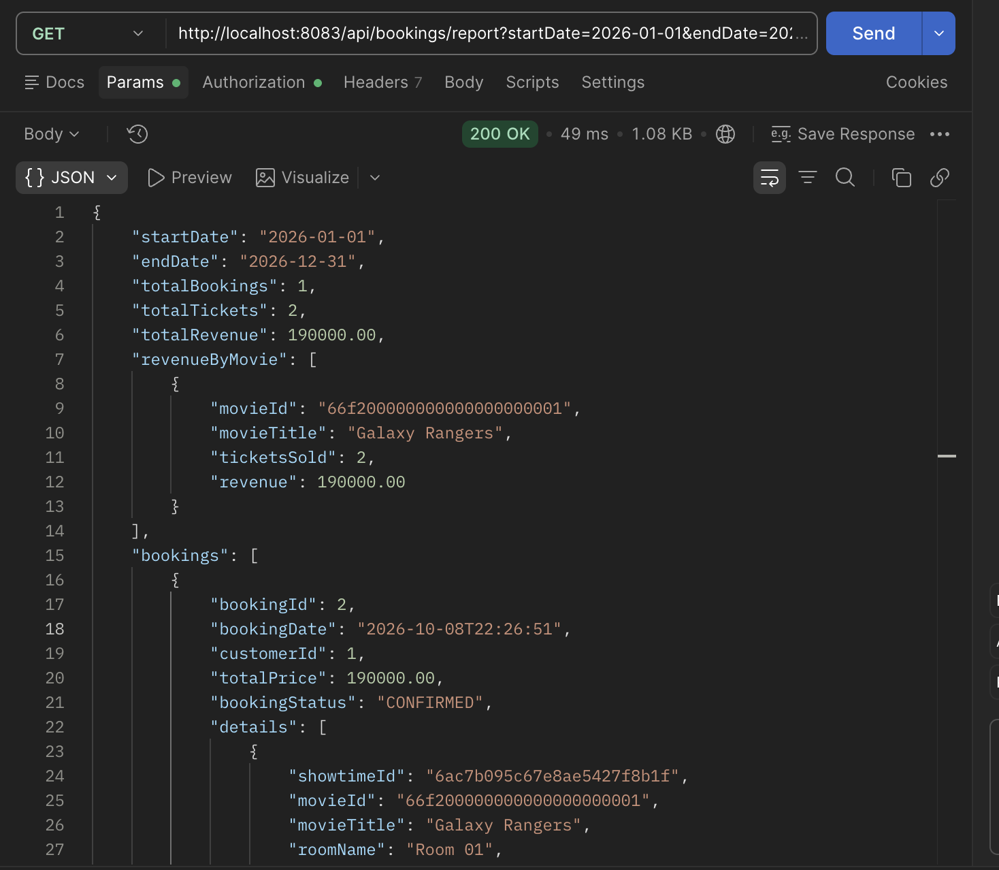 GET http://localhost:8083/api/bookings/report?startDate=2026-01-01&endDate=202... Send
Docs Params Authorization Headers 7 Body Scripts Settings Cookies
Body 200 OK 49 ms 1.08 KB e.g. Save Response
{} JSON Preview Visualize
1 {
2 "startDate": "2026-01-01",
3 "endDate": "2026-12-31",
4 "totalBookings": 1,
5 "totalTickets": 2,
6 "totalRevenue": 190000.00,
7 "revenueByMovie": [
8 {
9 "movieId": "66f200000000000000000001",
10 "movieTitle": "Galaxy Rangers",
11 "ticketsSold": 2,
12 "revenue": 190000.00
13 }
14 ],
15 "bookings": [
16 {
17 "bookingId": 2,
18 "bookingDate": "2026-10-08T22:26:51",
19 "customerId": 1,
20 "totalPrice": 190000.00,
21 "bookingStatus": "CONFIRMED",
22 "details": [
23 {
24 "showtimeId": "6ac7b095c67e8ae5427f8b1f",
25 "movieId": "66f200000000000000000001",
26 "movieTitle": "Galaxy Rangers",
27 "roomName": "Room 01",